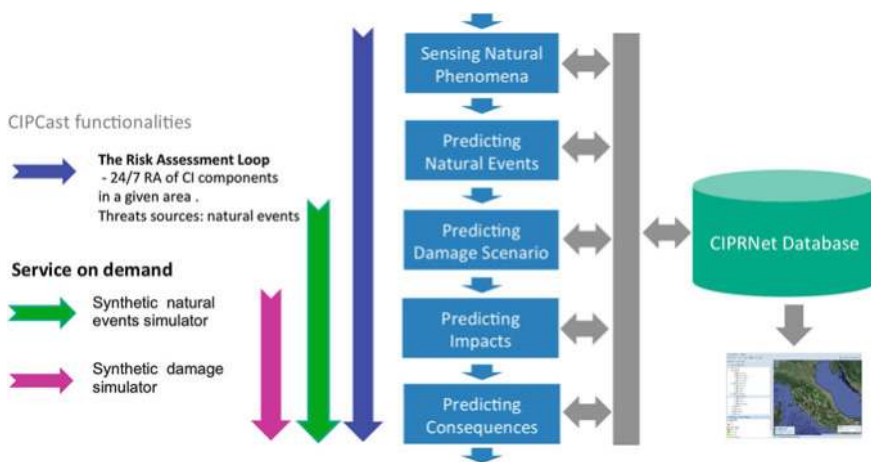 CIPCast functionalities
The Risk Assessment Loop
- 24/7 RA of CI components
in a given area .
Threats sources: natural events
Service on demand
Synthetic natural
events simulator
Synthetic damage
simulator
Sensing Natural
Phenomena
Predicting
Natural Events
Predicting
Damage Scenario
Predicting
Impacts
Predicting
Consequences
CIPRNet Database